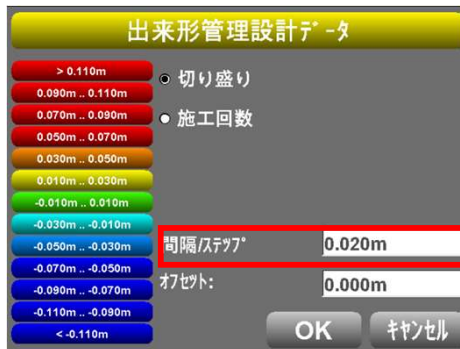 出来形管理設計ﾃﾞｰﾀ
> 0.110m
0.090m .. 0.110m
0.070m .. 0.090m
0.050m .. 0.070m
0.030m .. 0.050m
0.010m .. 0.030m
-0.010m .. 0.010m
-0.030m .. -0.010m
-0.050m .. -0.030m
-0.070m .. -0.050m
-0.090m .. -0.070m
-0.110m .. -0.090m
< -0.110m
切り盛り
施工回数
間隔/ｽﾃｯﾌﾟ 0.020m
ｵﾌｾｯﾄ: 0.000m
OK ｷｬﾝｾﾙ